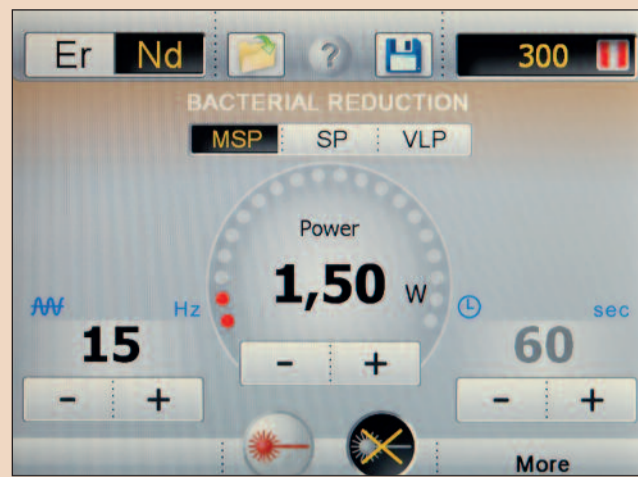 Er Nd ? 300
BACTERIAL REDUCTION
MSP SP VLP
Power
1,50 W
Hz sec
15 60
- + - + - +
More